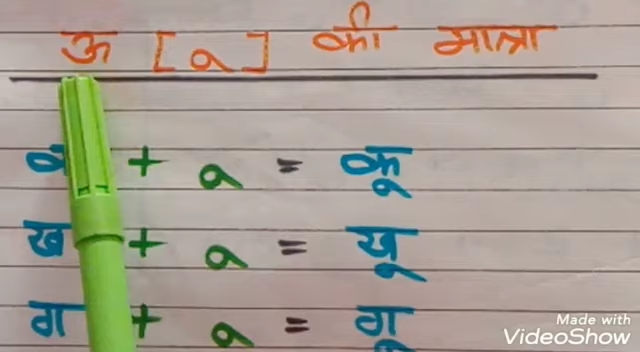 ऊ [ ू ] की मात्रा
क + ू = कू
ख + ू = खू
ग + ू = गू
Made with
VideoShow